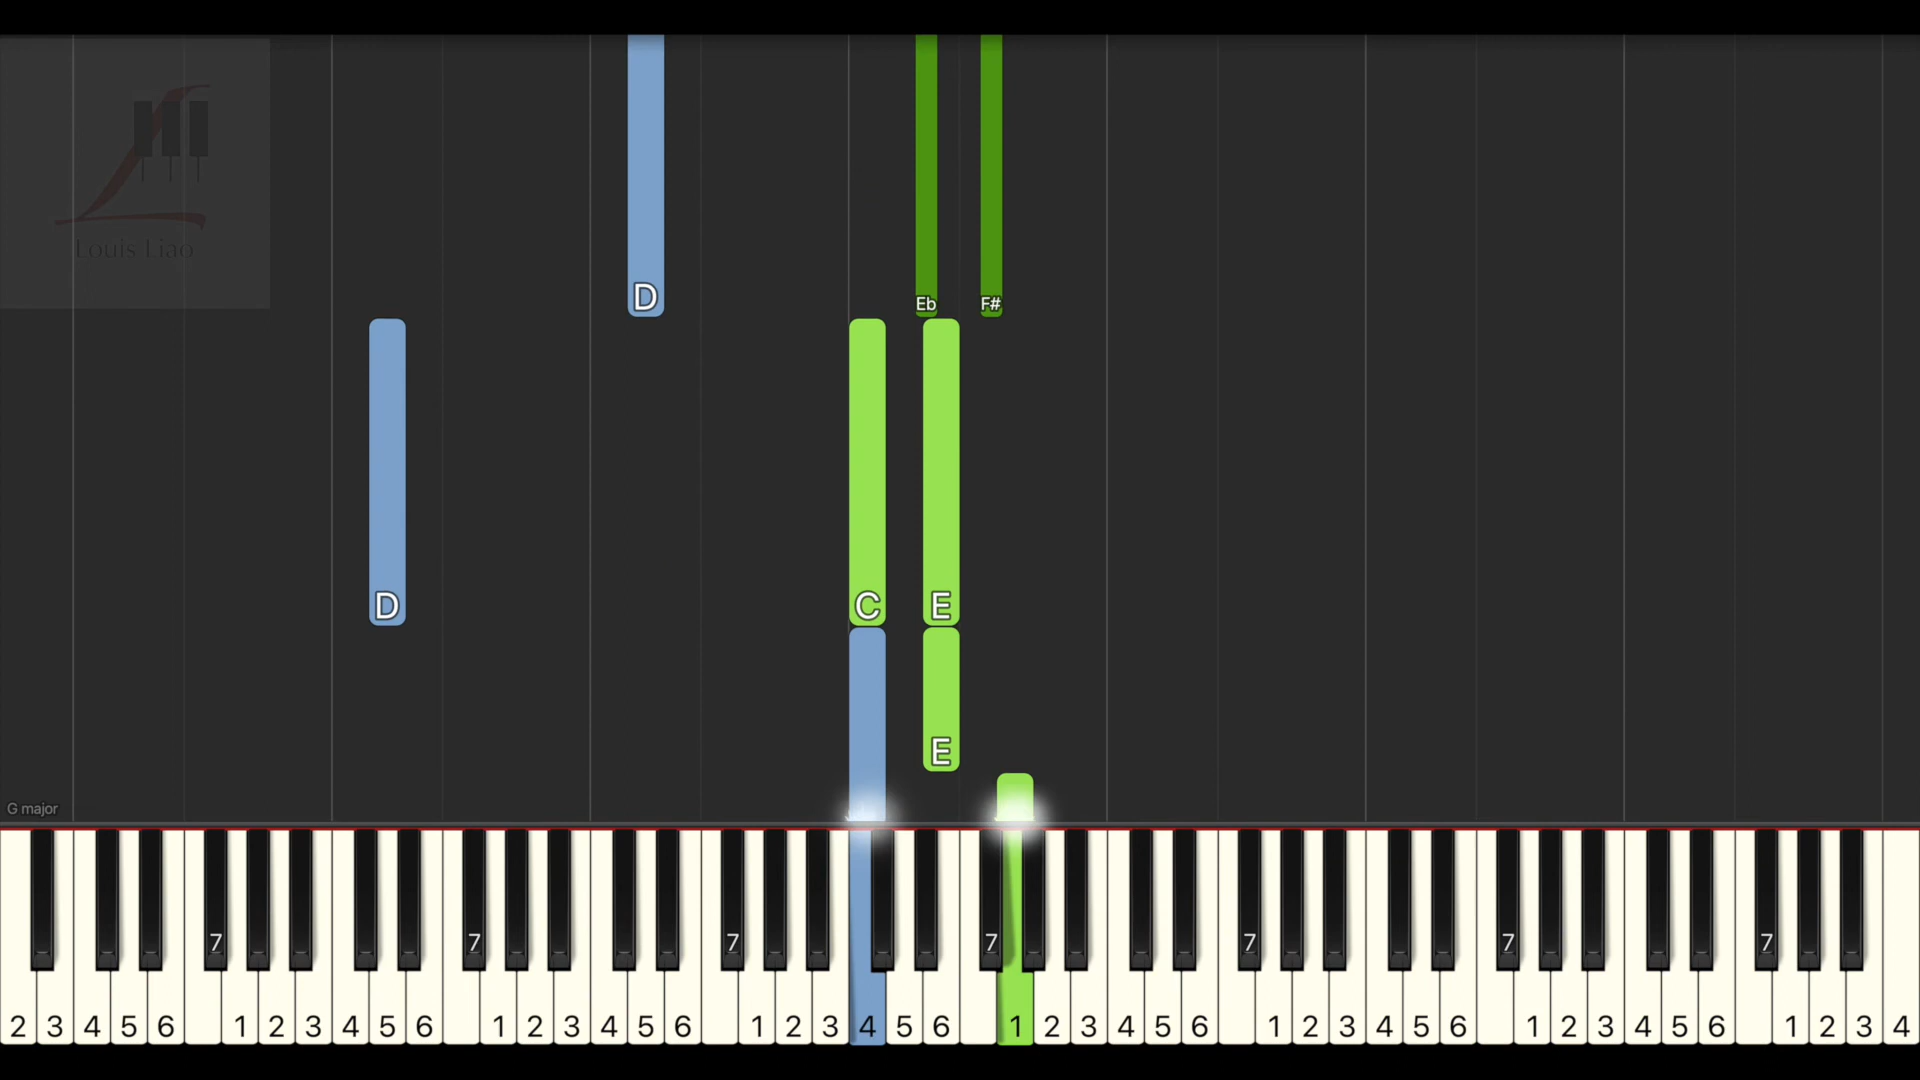 Louis Liao
D
Eb F#
D C E
E
G major
7 7 7 7 7 7 7
2 3 4 5 6 1 2 3 4 5 6 1 2 3 4 5 6 1 2 3 4 5 6 1 2 3 4 5 6 1 2 3 4 5 6 1 2 3 4 5 6 1 2 3 4